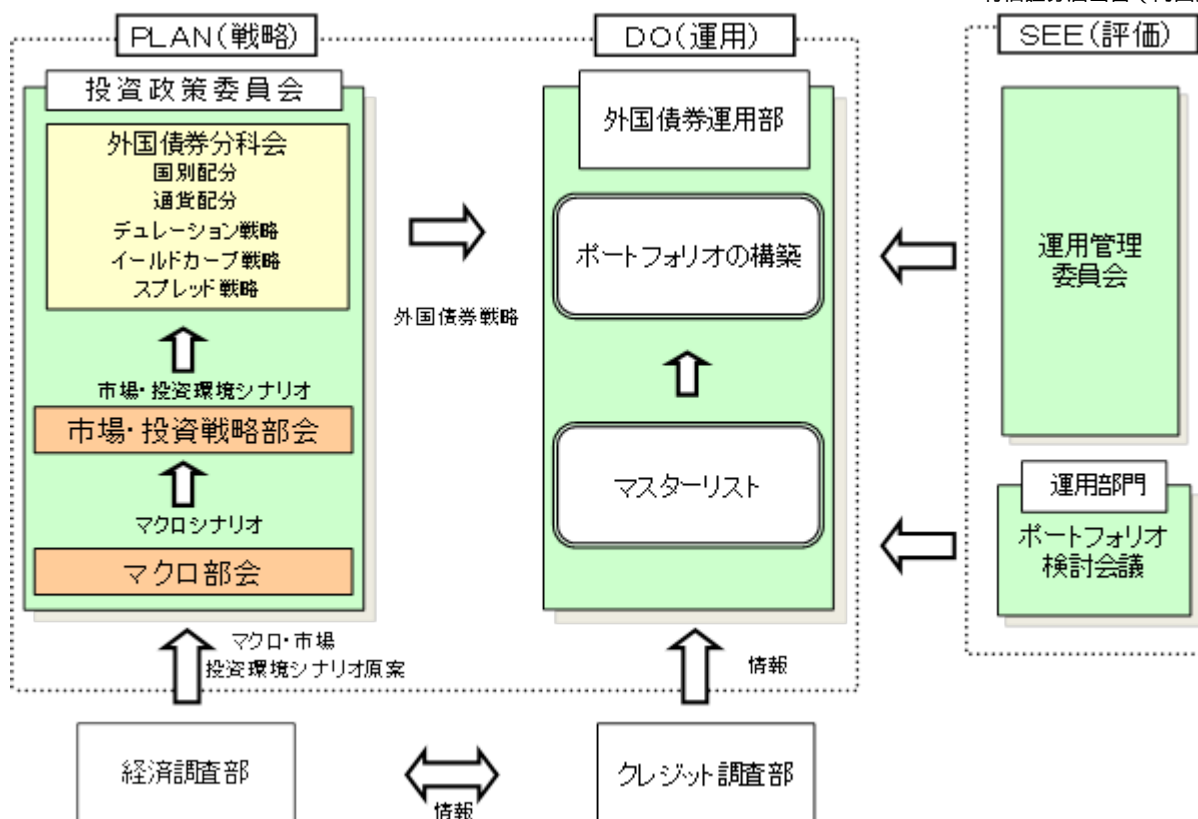 PLAN(戦略)
投資政策委員会
外国債券分科会
国別配分
通貨配分
デュレーション戦略
イールドカーブ戦略
スプレッド戦略
市場・投資環境シナリオ
市場・投資戦略部会
マクロシナリオ
マクロ部会
マクロ・市場
投資環境シナリオ原案
経済調査部
外国債券戦略
情報
DO(運用)
外国債券運用部
ポートフォリオの構築
マスターリスト
情報
クレジット調査部
SEE(評価)
運用管理
委員会
運用部門
ポートフォリオ
検討会議